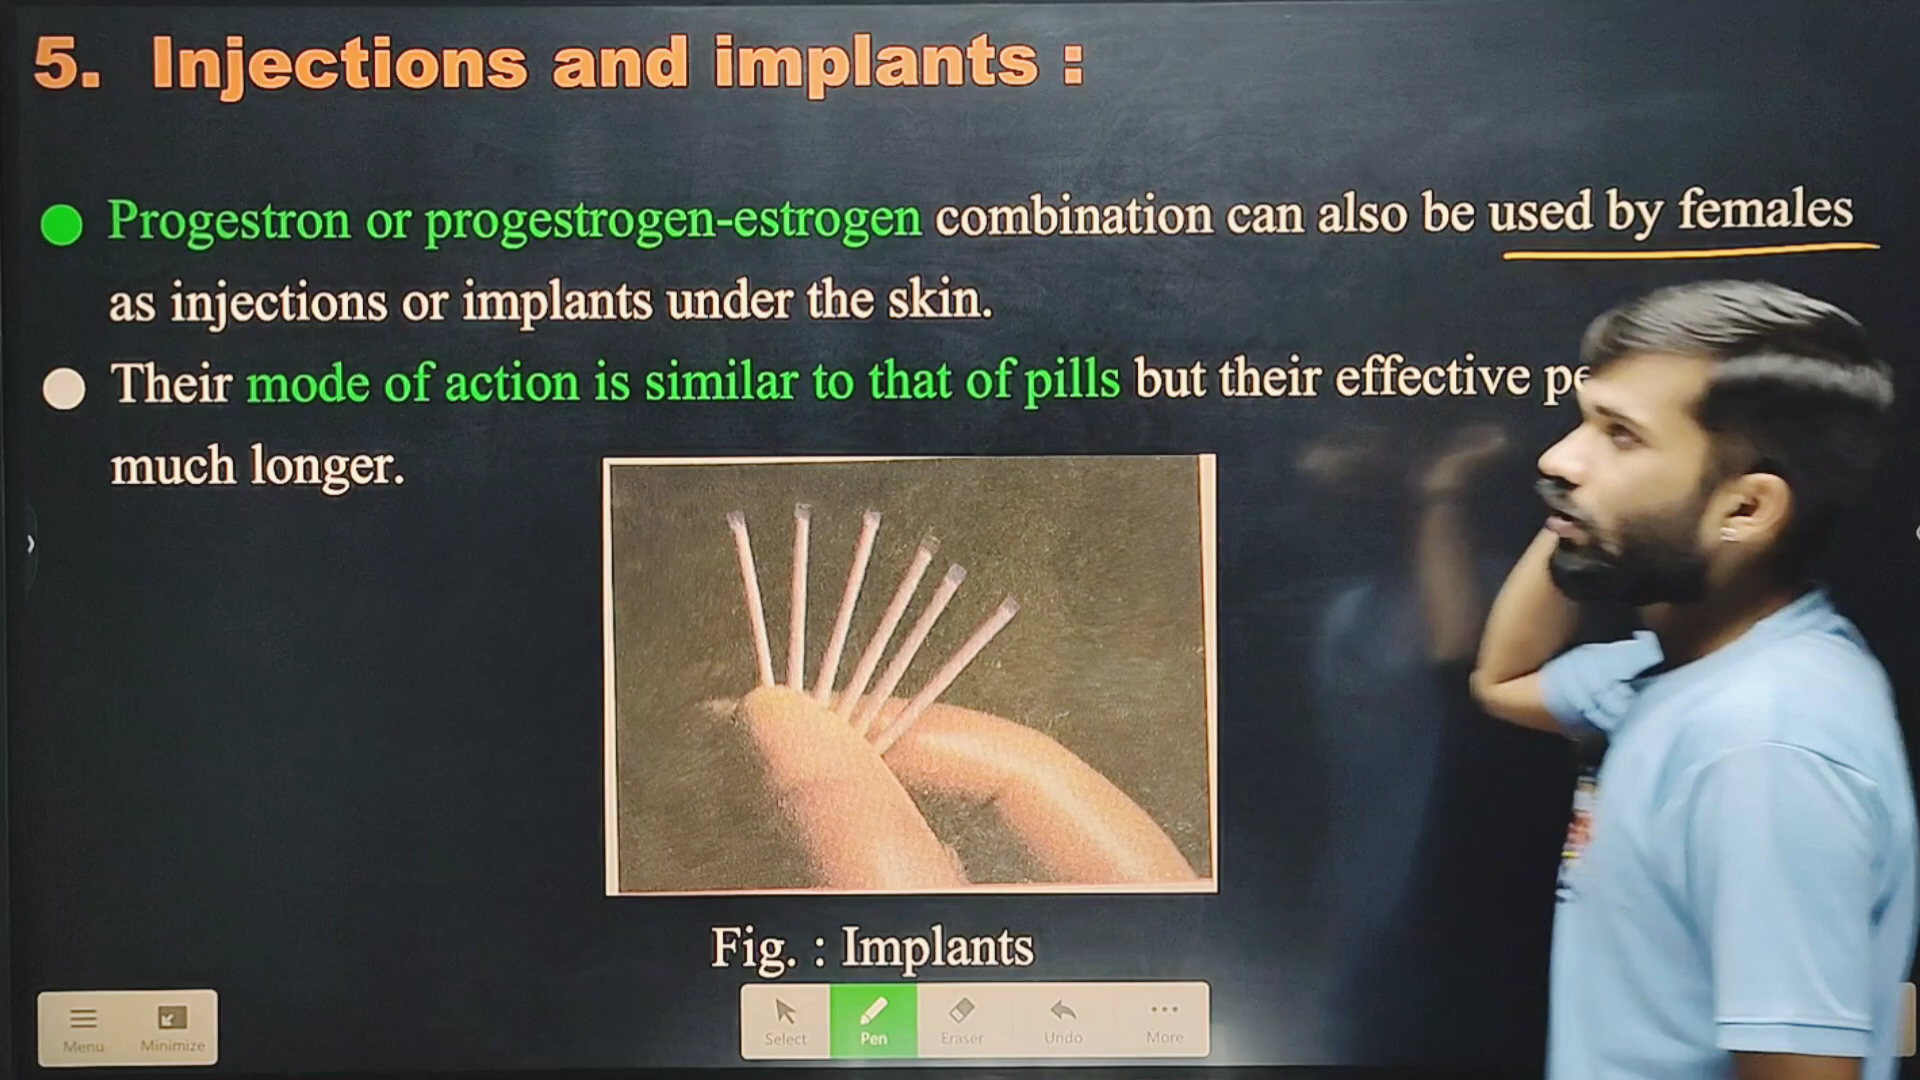 5. Injections and implants :
Progestron or progestrogen-estrogen combination can also be used by females
as injections or implants under the skin.
Their mode of action is similar to that of pills but their effective
much longer.
Fig. : Implants
Menu Minimize
Select Pen Eraser Undo More